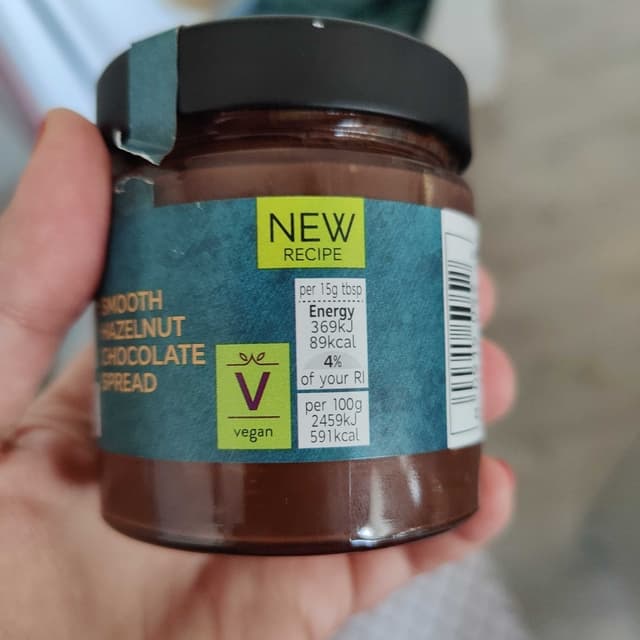 NEW
RECIPE
SMOOTH
HAZELNUT
CHOCOLATE
SPREAD
V
vegan
per 15g tbsp
Energy
369kJ
89kcal
4%
of your RI
per 100g
2459kJ
591kcal